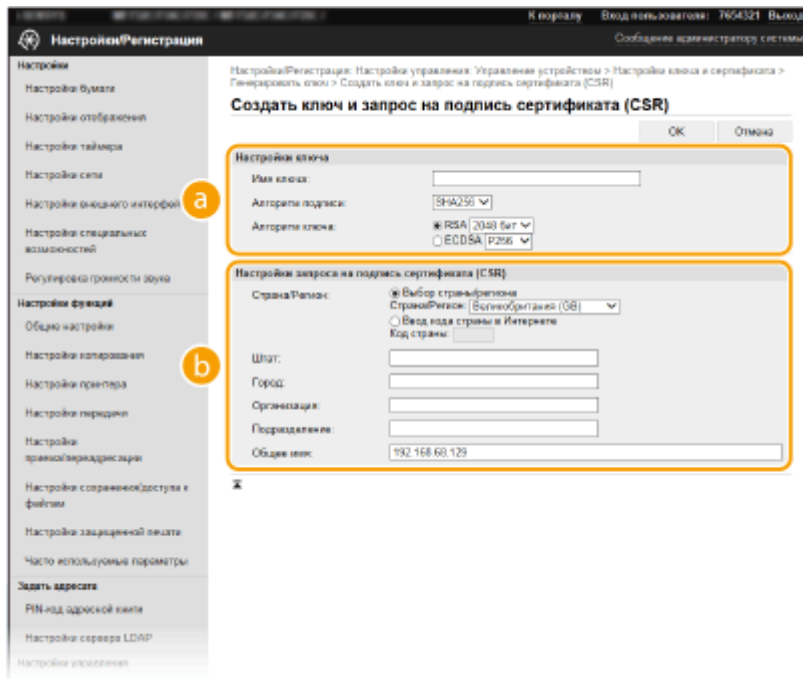 К порталу Вход пользователя: 7654321 Выход
Настройки/Регистрация
Сообщение администратору системы
Настройки
Настройки бумаги
Настройки отображения
Настройки таймера
Настройки сети
Настройки внешнего интерфей
Настройки специальных
возможностей
Регулировка громкости звука
Настройки функций
Общие настройки
Настройки копирования
Настройки принтера
Настройки передачи
Настройки
приема/переадресации
Настройки сохранения/доступа к
файлам
Настройки защищенной печати
Часто используемые параметры
Задать адресата
PIN-код адресной книги
Настройки сервера LDAP
Настройки управления
Настройки/Регистрация: Настройки управления: Управление устройством > Настройки ключа и сертификата >
Генерировать ключ > Создать ключ и запрос на подпись сертификата (CSR)
Создать ключ и запрос на подпись сертификата (CSR)
OK Отмена
a
Настройки ключа
Имя ключа:
Алгоритм подписи: SHA256
Алгоритм ключа: RSA 2048 бит
ECDSA P256
b
Настройки запроса на подпись сертификата (CSR)
Страна/Регион: Выбор страны/региона
Страна/Регион: Великобритания (GB)
Ввод кода страны в Интернете
Код страны:
Штат:
Город:
Организация:
Подразделение:
Общее имя: 192.168.68.129